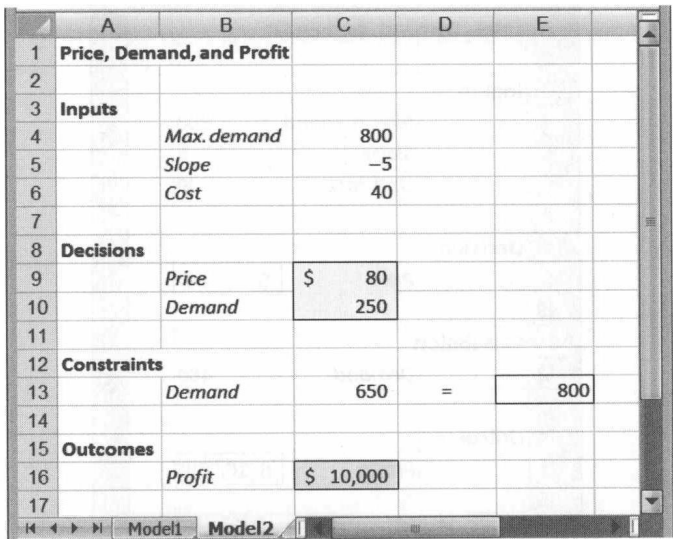 A B C D E
1 Price, Demand, and Profit
2
3 Inputs
4 Max. demand 800
5 Slope –5
6 Cost 40
7
8 Decisions
9 Price $ 80
10 Demand 250
11
12 Constraints
13 Demand 650 = 800
14
15 Outcomes
16 Profit $ 10,000
17
Model1 Model2